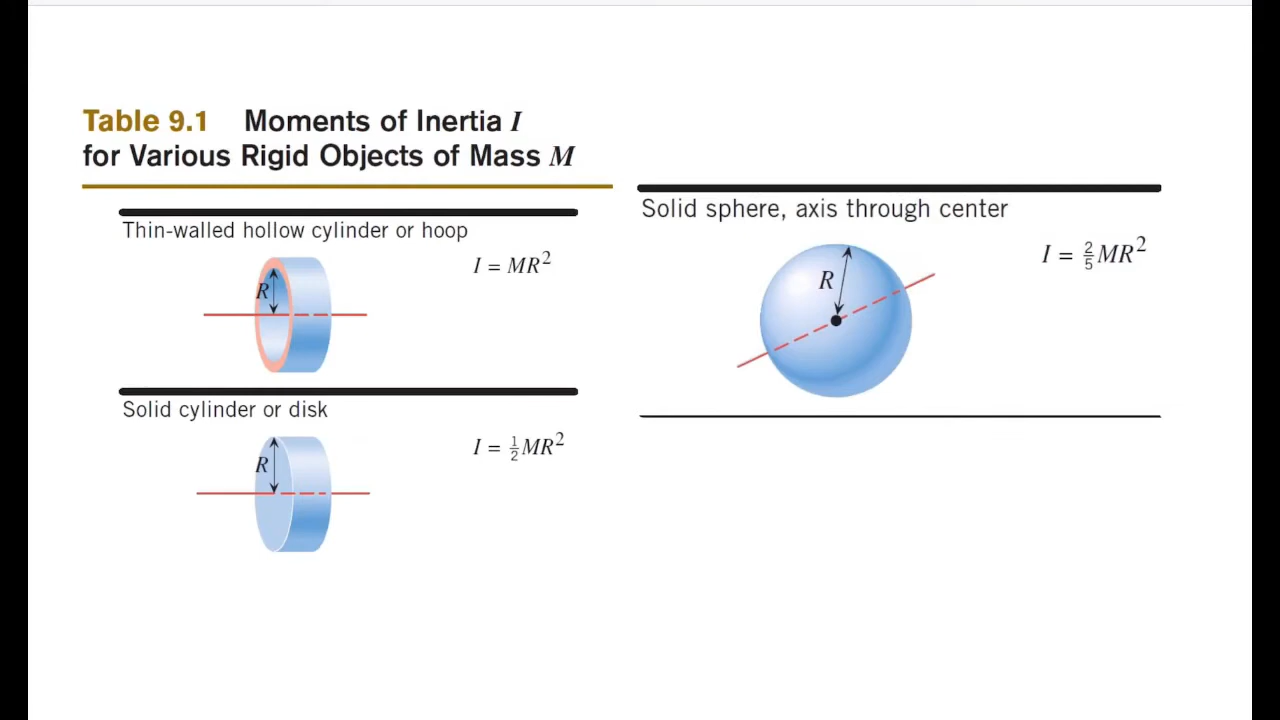 Table 9.1 Moments of Inertia I
for Various Rigid Objects of Mass M
Thin-walled hollow cylinder or hoop
I = MR²
R
Solid cylinder or disk
I = ½MR²
R
Solid sphere, axis through center
I = ⅖MR²
R